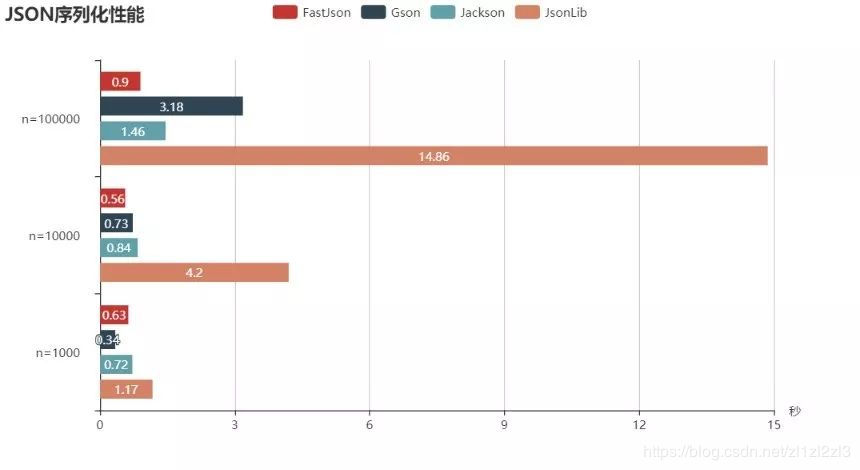 JSON序列化性能
FastJson Gson Jackson JsonLib
n=100000
0.9
3.18
1.46
14.86
n=10000
0.56
0.73
0.84
4.2
n=1000
0.63
0.34
0.72
1.17
0 3 6 9 12 15 秒
https://blog.csdn.net/zl1zl2zl3